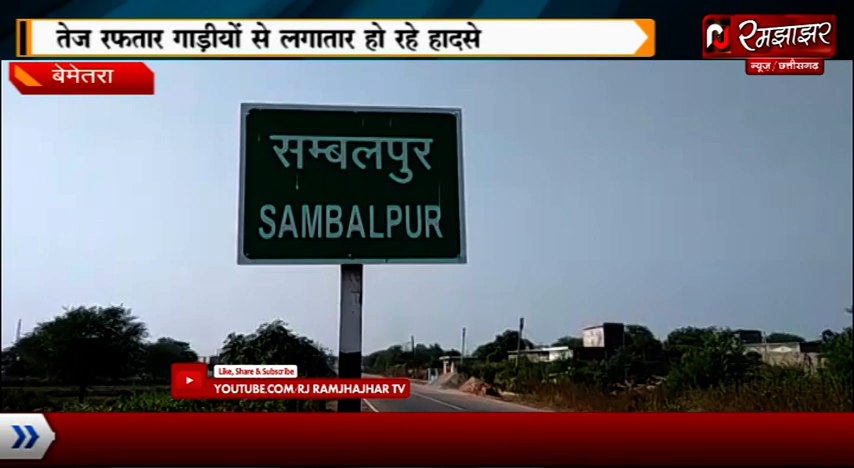 तेज रफतार गाड़ीयों से लगातार हो रहे हादसे
RJ रमझाझर
न्यूज़/छत्तीसगढ़
बेमेतरा
सम्बलपुर
SAMBALPUR
Like, Share & Subscribe
YOUTUBE.COM/RJ RAMJHAJHAR TV